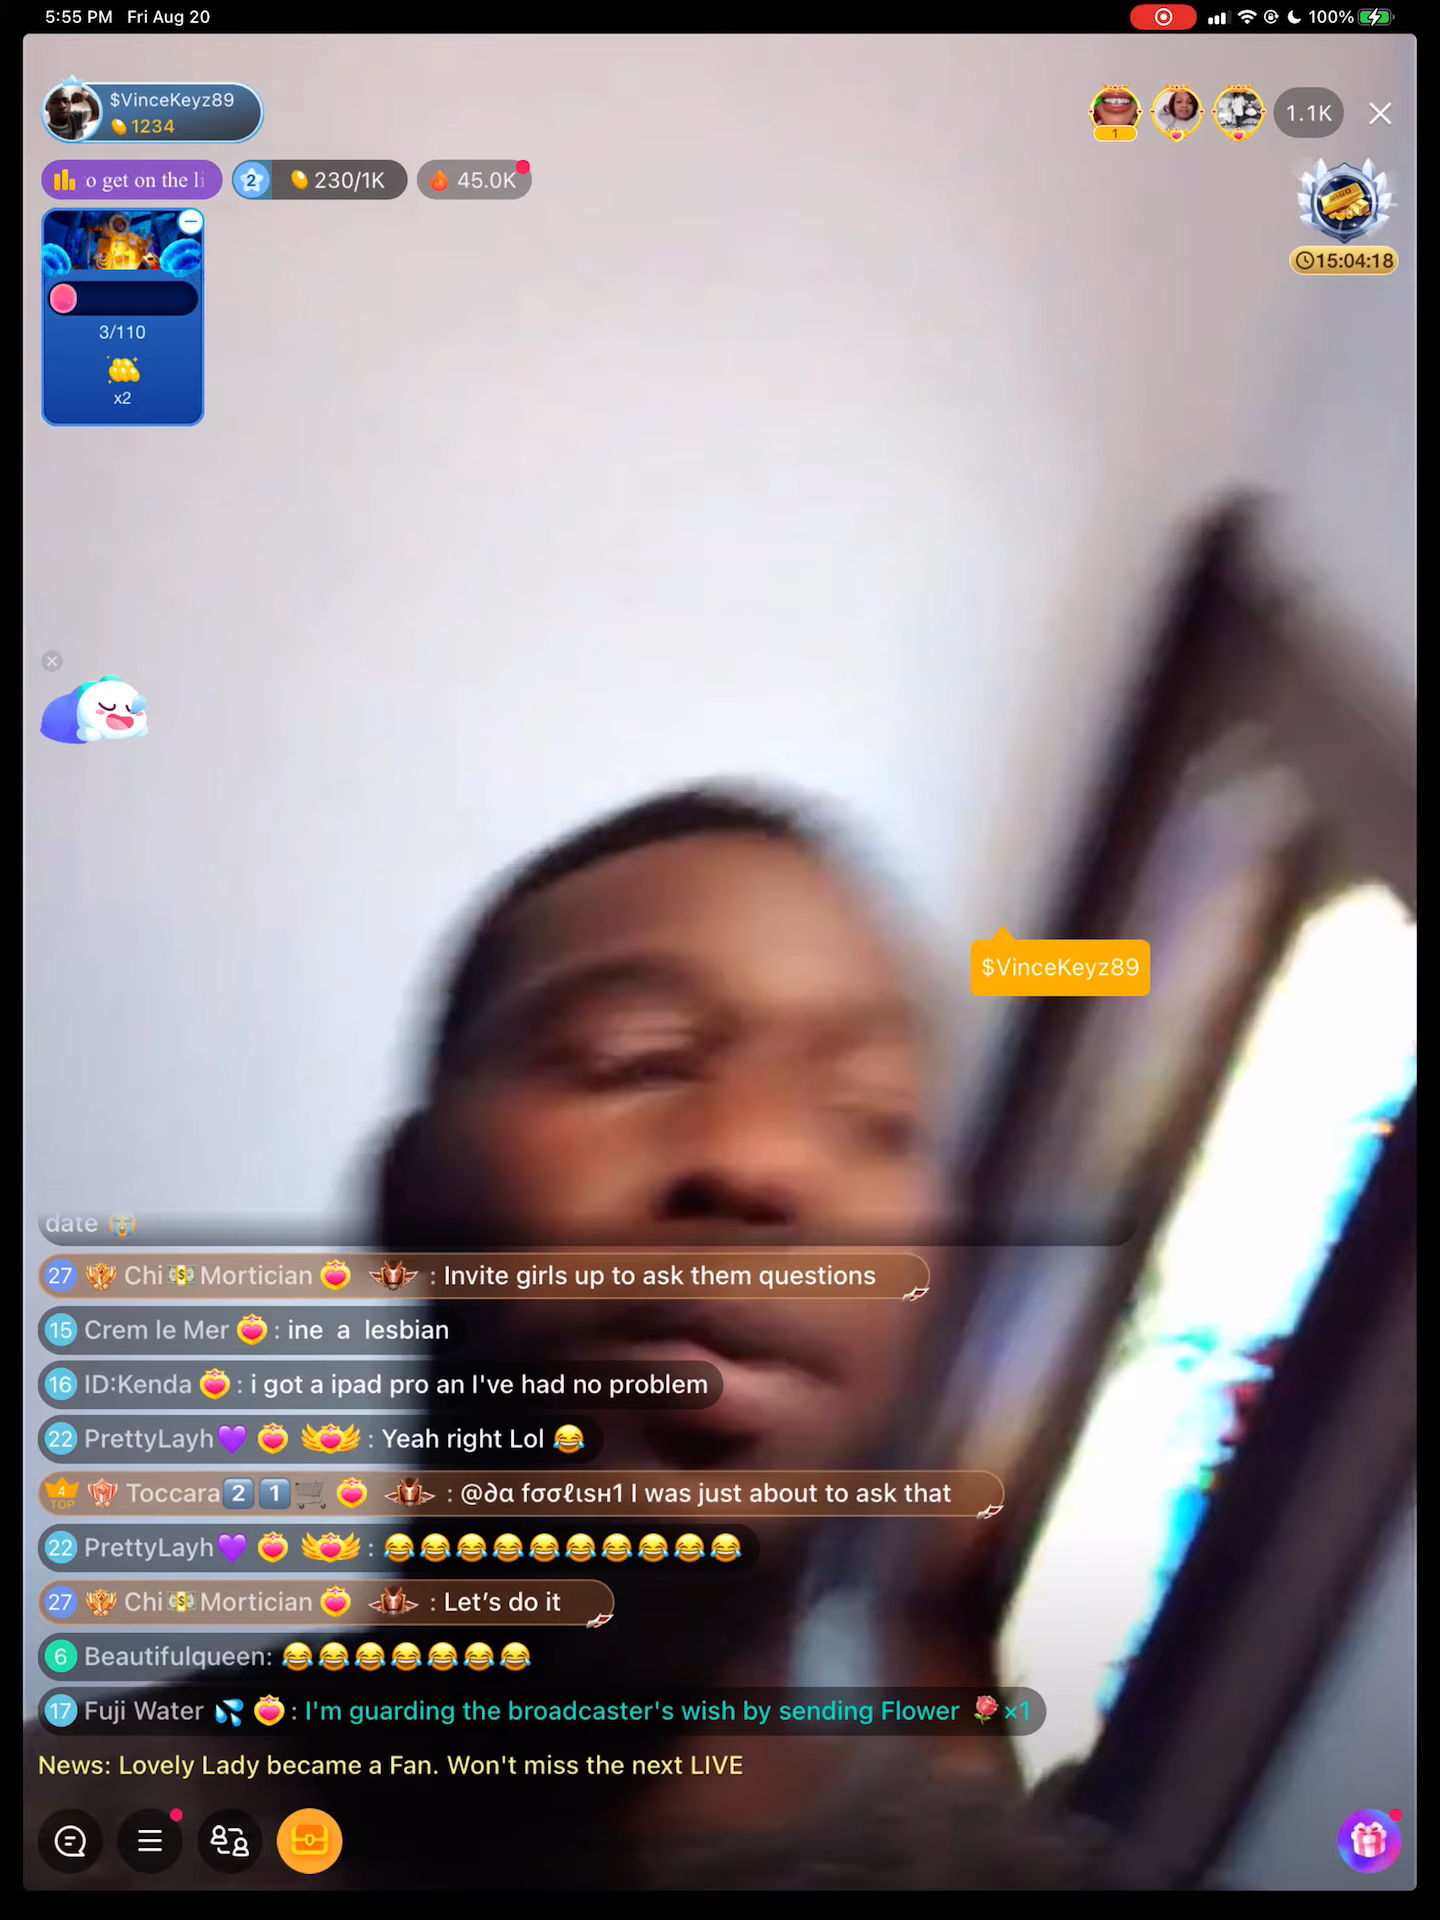 5:55 PM Fri Aug 20
100%
$VinceKeyz89
1234
1
1.1K
o get on the li
2
230/1K
45.0K
15:04:18
3/110
x2
$VinceKeyz89
date 😭
27 Chi💵Mortician : Invite girls up to ask them questions
15 Crem le Mer : ine a lesbian
16 ID:Kenda : i got a ipad pro an I've had no problem
22 PrettyLayh💜 : Yeah right Lol 😂
4 TOP Toccara2️⃣1️⃣🛒 : @∂α fσσℓιѕн1 I was just about to ask that
22 PrettyLayh💜 : 😂😂😂😂😂😂😂😂😂😂
27 Chi💵Mortician : Let’s do it
6 Beautifulqueen: 😂😂😂😂😂😂😂
17 Fuji Water 💦 : I'm guarding the broadcaster's wish by sending Flower 🌹×1
News: Lovely Lady became a Fan. Won't miss the next LIVE